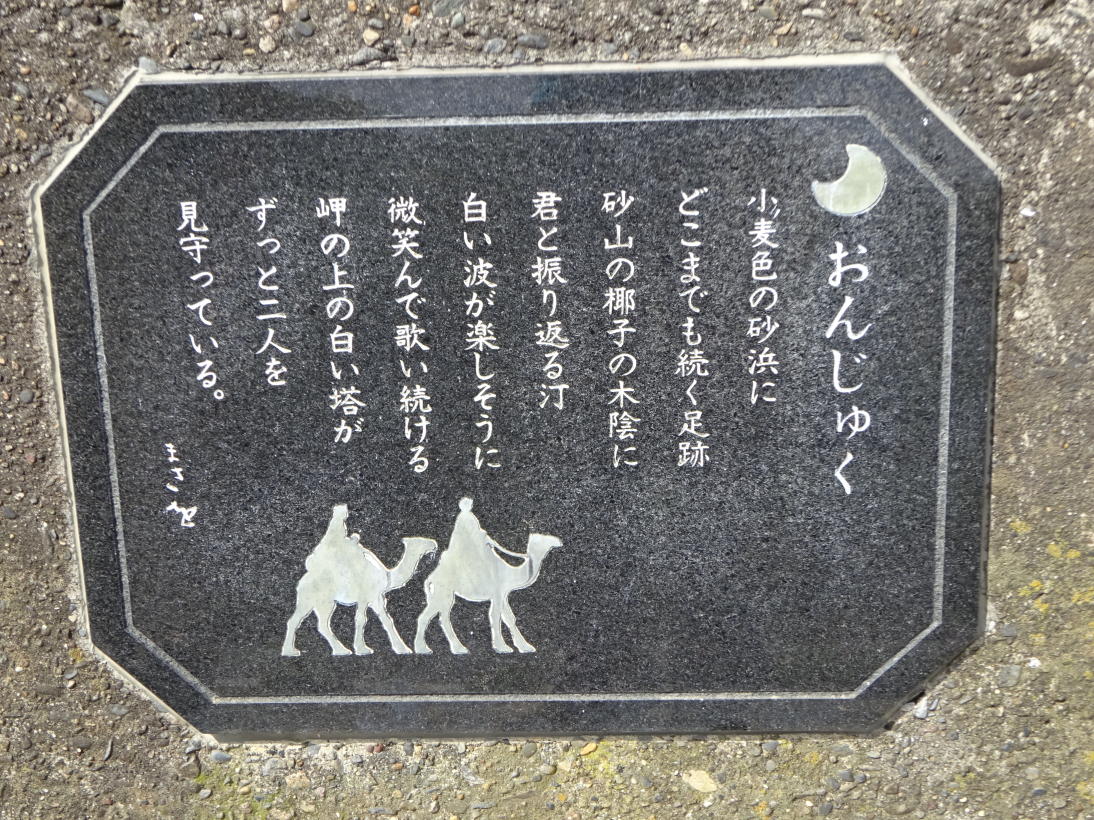 おんじゅく
小麦色の砂浜に
どこまでも続く足跡
砂山の椰子の木陰に
君と振り返る汀
白い波が楽しそうに
微笑んで歌い続ける
岬の上の白い塔が
ずっと二人を
見守っている。